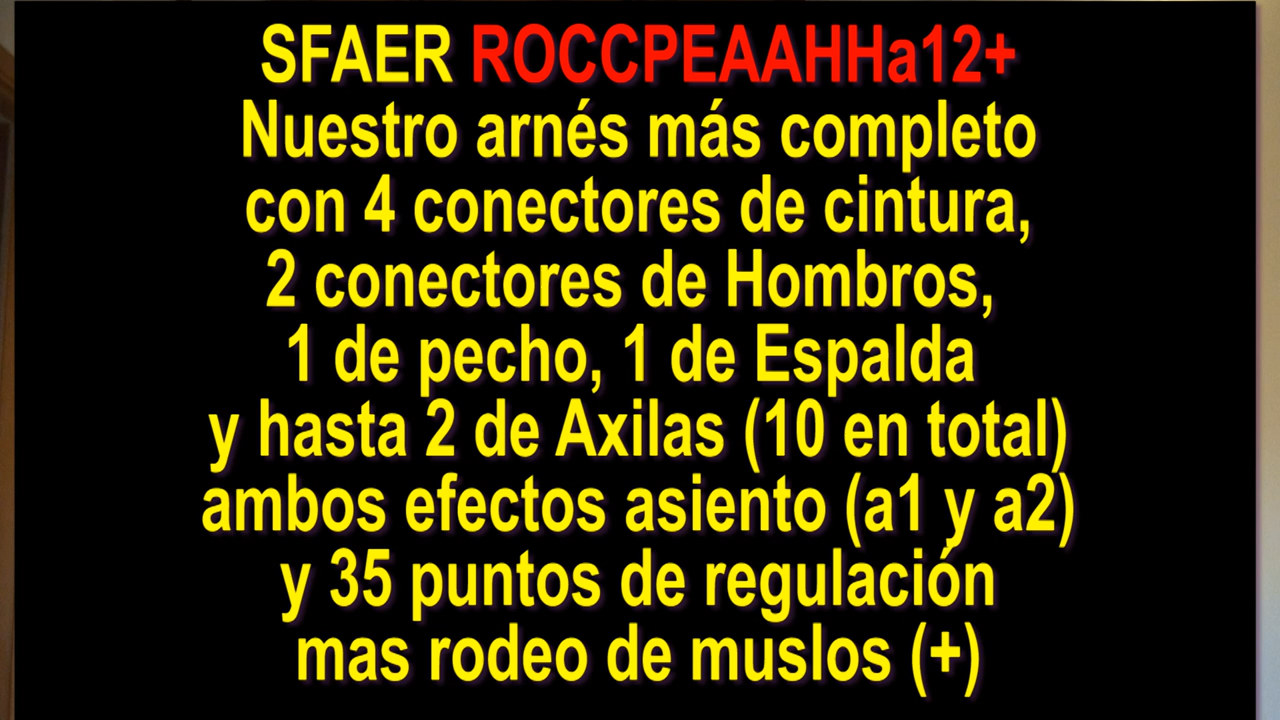 SFAER ROCCPEAAHHa12+
Nuestro arnés más completo
con 4 conectores de cintura,
2 conectores de Hombros,
1 de pecho, 1 de Espalda
y hasta 2 de Axilas (10 en total)
ambos efectos asiento (a1 y a2)
y 35 puntos de regulación
mas rodeo de muslos (+)